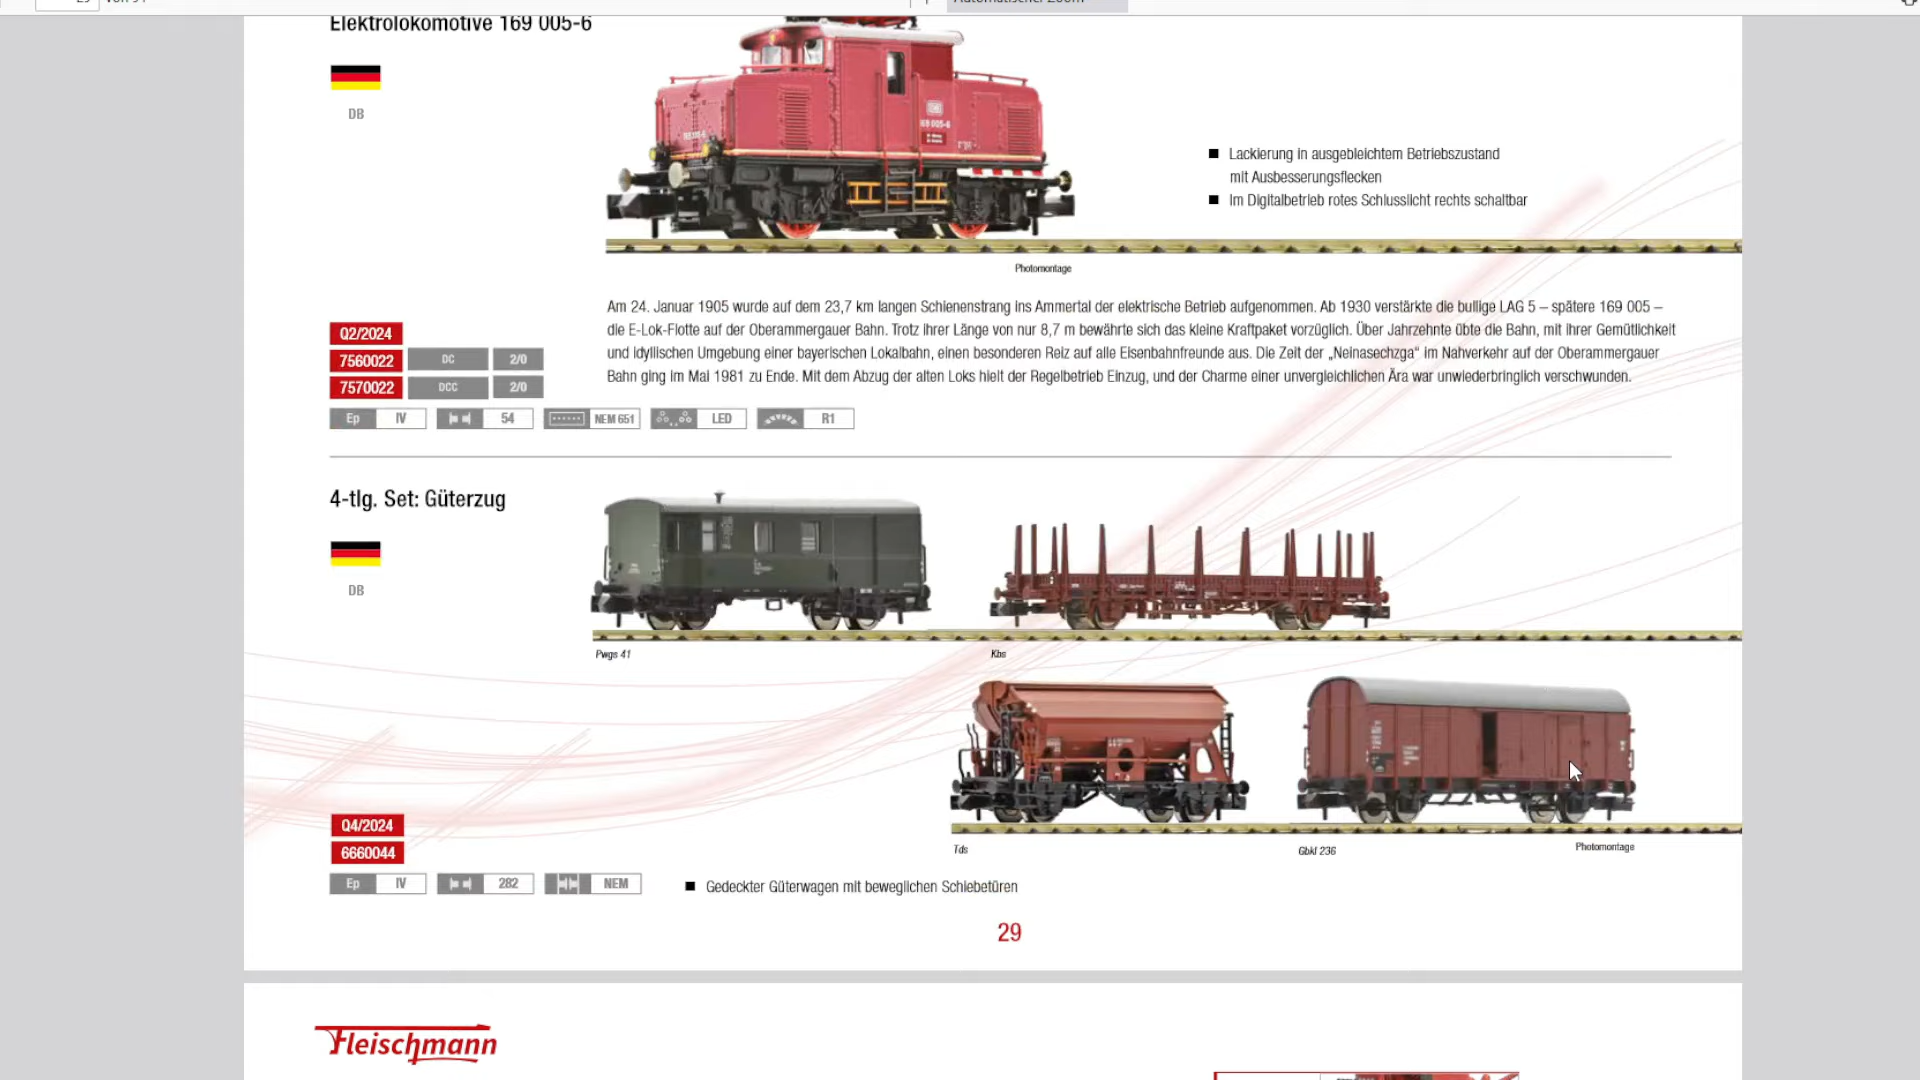 Elektrolokomotive 169 005-6
DB
169 005-6
Lackierung in ausgebleichtem Betriebszustand
mit Ausbesserungsflecken
Im Digitalbetrieb rotes Schlusslicht rechts schaltbar
Photomontage
Am 24. Januar 1905 wurde auf dem 23,7 km langen Schienenstrang ins Ammertal der elektrische Betrieb aufgenommen. Ab 1930 verstärkte die bullige LAG 5 – spätere 169 005 –
die E-Lok-Flotte auf der Oberammergauer Bahn. Trotz ihrer Länge von nur 8,7 m bewährte sich das kleine Kraftpaket vorzüglich. Über Jahrzehnte übte die Bahn, mit ihrer Gemütlichkeit
und idyllischen Umgebung einer bayerischen Lokalbahn, einen besonderen Reiz auf alle Eisenbahnfreunde aus. Die Zeit der „Neinasechzga“ im Nahverkehr auf der Oberammergauer
Bahn ging im Mai 1981 zu Ende. Mit dem Abzug der alten Loks hielt der Regelbetrieb Einzug, und der Charme einer unvergleichlichen Ära war unwiederbringlich verschwunden.
Q2/2024
7560022 DC 2/0
7570022 DCC 2/0
Ep IV 54 NEM 651 LED R1
4-tlg. Set: Güterzug
DB
Pwgs 41
Kbs
Tds
Gbkl 236
Photomontage
Q4/2024
6660044
Ep IV 282 NEM
Gedeckter Güterwagen mit beweglichen Schiebetüren
29
Fleischmann